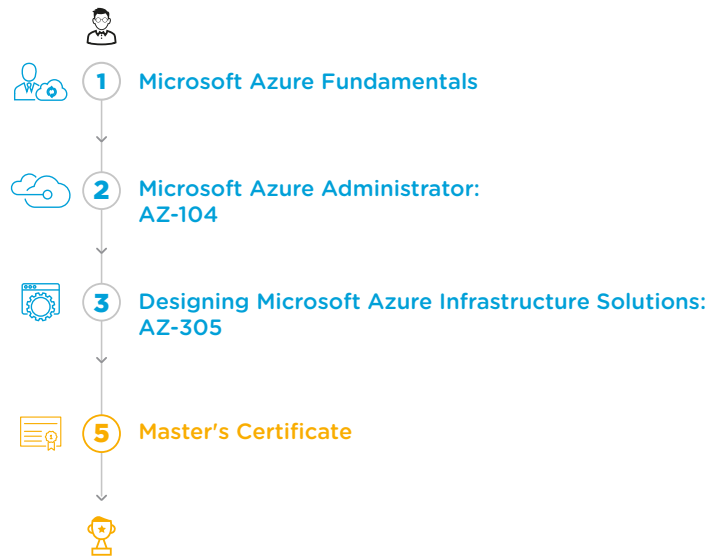 1 Microsoft Azure Fundamentals
2 Microsoft Azure Administrator:
AZ-104
3 Designing Microsoft Azure Infrastructure Solutions:
AZ-305
5 Master's Certificate